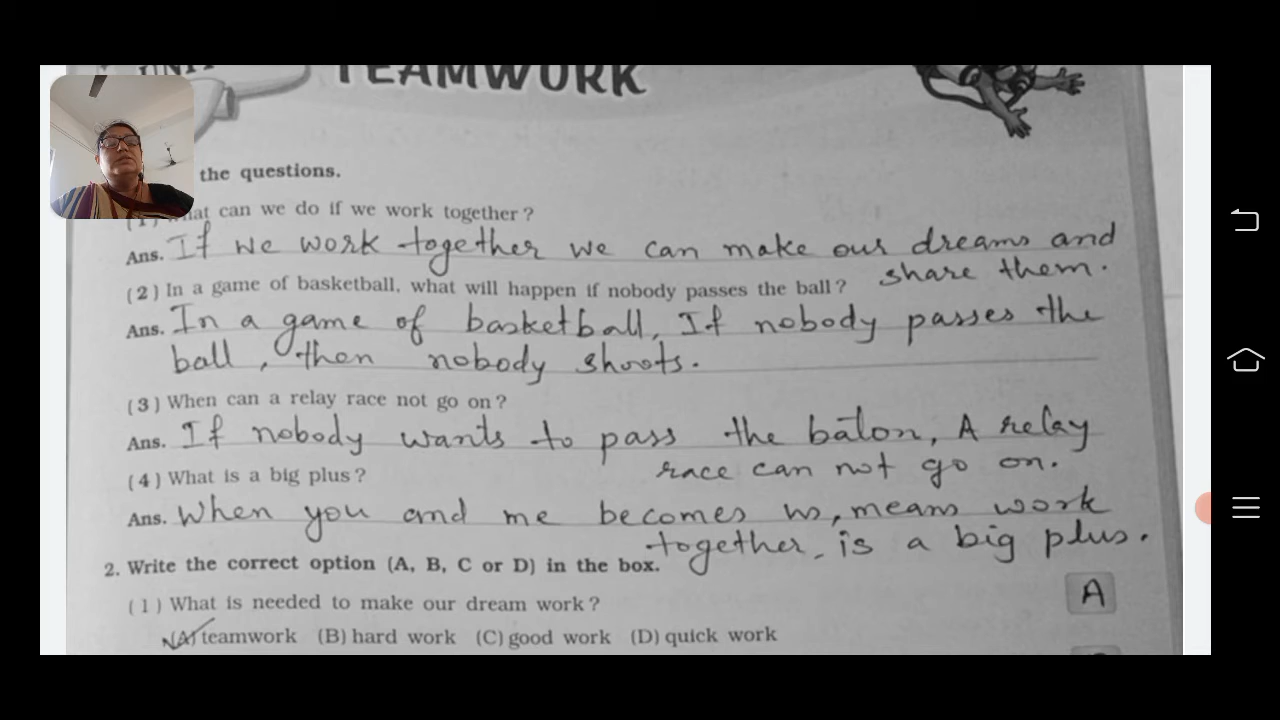 UNIT
TEAMWORK
the questions.
(1) What can we do if we work together?
Ans. If we work together we can make our dreams and
share them.
(2) In a game of basketball, what will happen if nobody passes the ball?
Ans. In a game of basketball, If nobody passes the
ball, then nobody shoots.
(3) When can a relay race not go on?
Ans. If nobody wants to pass the baton, A relay
race can not go on.
(4) What is a big plus?
Ans. When you and me becomes us, means work
together, is a big plus.
2. Write the correct option (A, B, C or D) in the box.
(1) What is needed to make our dream work? A
(A) teamwork (B) hard work (C) good work (D) quick work